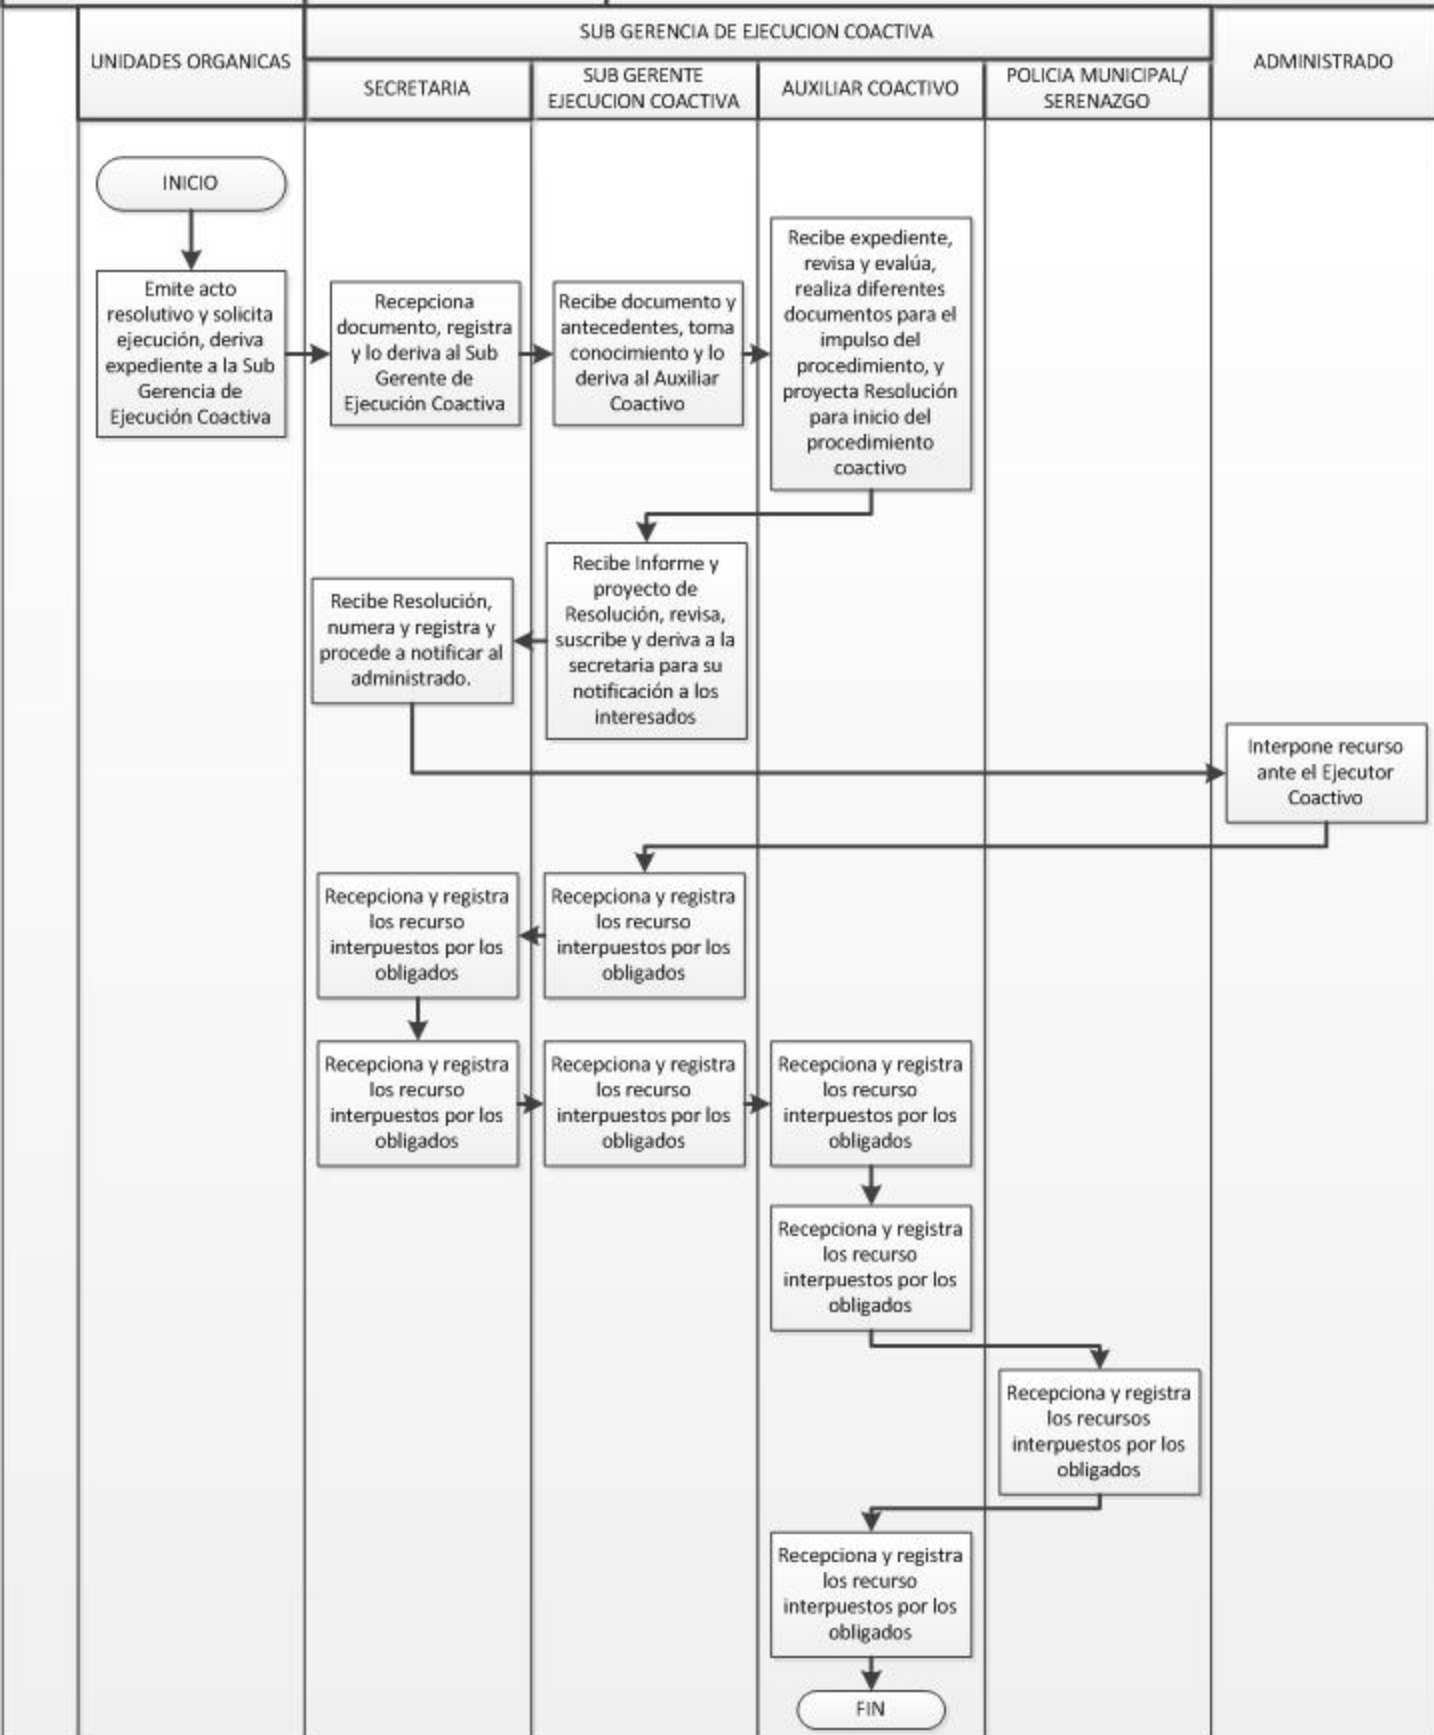 UNIDADES ORGANICAS
SUB GERENCIA DE EJECUCION COACTIVA
ADMINISTRADO
SECRETARIA
SUB GERENTE
EJECUCION COACTIVA
AUXILIAR COACTIVO
POLICIA MUNICIPAL/
SERENAZGO
INICIO
Emite acto
resolutivo y solicita
ejecución, deriva
expediente a la Sub
Gerencia de
Ejecución Coactiva
Recepciona
documento, registra
y lo deriva al Sub
Gerente de
Ejecución Coactiva
Recibe documento y
antecedentes, toma
conocimiento y lo
deriva al Auxiliar
Coactivo
Recibe expediente,
revisa y evalúa,
realiza diferentes
documentos para el
impulso del
procedimiento, y
proyecta Resolución
para inicio del
procedimiento
coactivo
Recibe Informe y
proyecto de
Resolución, revisa,
suscribe y deriva a la
secretaria para su
notificación a los
interesados
Recibe Resolución,
numera y registra y
procede a notificar al
administrado.
Interpone recurso
ante el Ejecutor
Coactivo
Recepciona y registra
los recurso
interpuestos por los
obligados
Recepciona y registra
los recurso
interpuestos por los
obligados
Recepciona y registra
los recurso
interpuestos por los
obligados
Recepciona y registra
los recurso
interpuestos por los
obligados
Recepciona y registra
los recurso
interpuestos por los
obligados
Recepciona y registra
los recurso
interpuestos por los
obligados
Recepciona y registra
los recursos
interpuestos por los
obligados
Recepciona y registra
los recurso
interpuestos por los
obligados
FIN